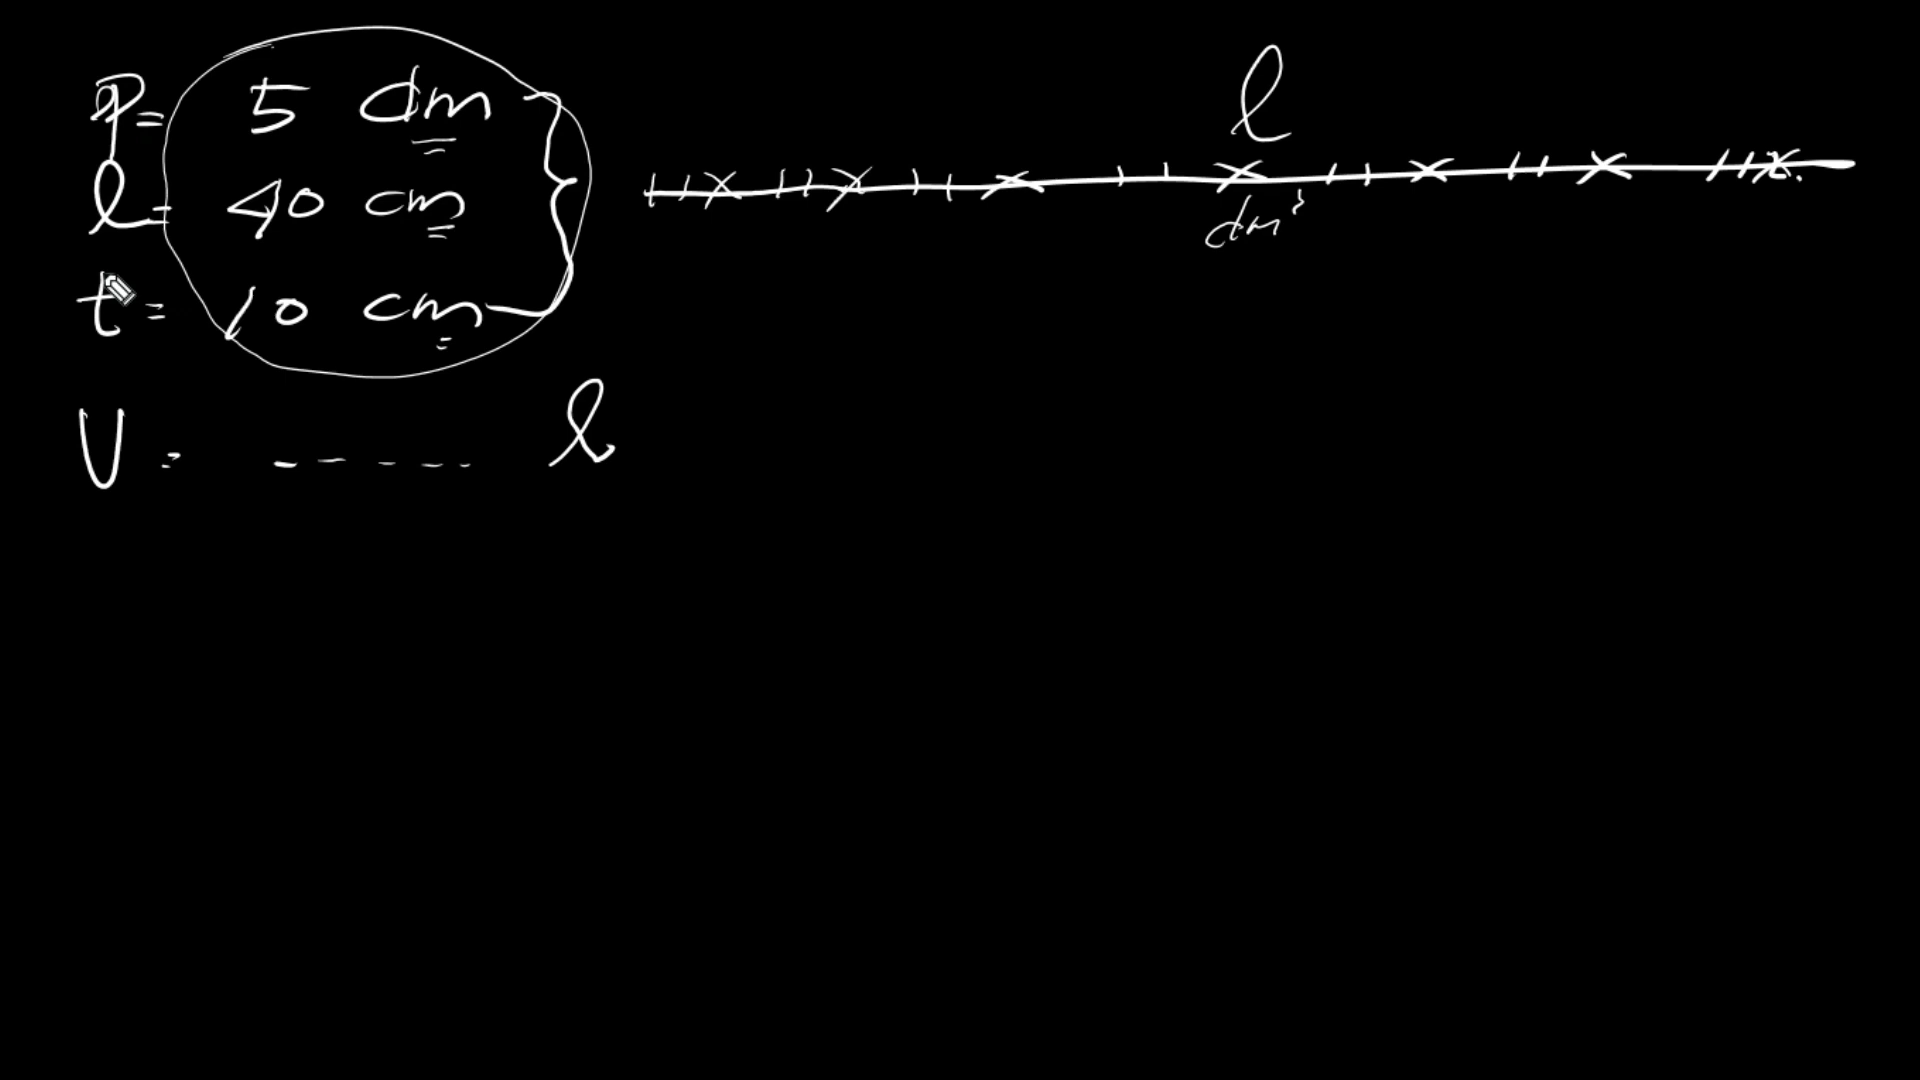 p= 5 dm
l= 40 cm
t= 10 cm
V = ----- l
l
dm³